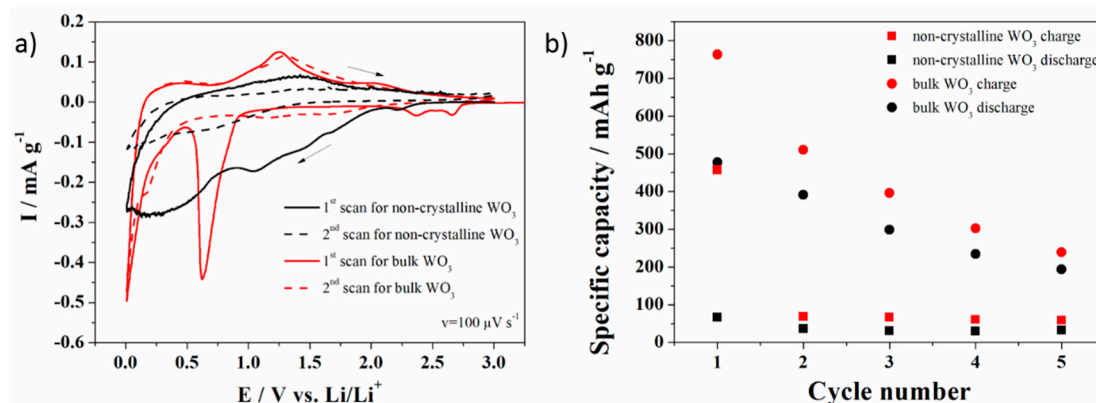 a)
0.2
0.1
0.0
-0.1
-0.2
-0.3
-0.4
-0.5
-0.6
I / mA g⁻¹
1ˢᵗ scan for non-crystalline WO₃
2ⁿᵈ scan for non-crystalline WO₃
1ˢᵗ scan for bulk WO₃
2ⁿᵈ scan for bulk WO₃
v=100 µV s⁻¹
0.0 0.5 1.0 1.5 2.0 2.5 3.0
E / V vs. Li/Li⁺
b)
800
700
600
500
400
300
200
100
0
Specific capacity / mAh g⁻¹
non-crystalline WO₃ charge
non-crystalline WO₃ discharge
bulk WO₃ charge
bulk WO₃ discharge
1 2 3 4 5
Cycle number